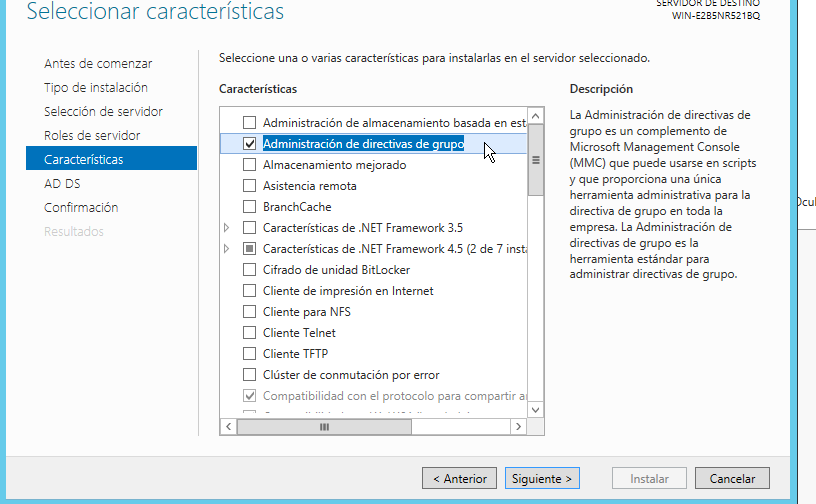 Seleccionar características
SERVIDOR DE DESTINO
WIN-E2B5NR521BQ
Antes de comenzar
Tipo de instalación
Selección de servidor
Roles de servidor
Características
AD DS
Confirmación
Resultados
Seleccione una o varias características para instalarlas en el servidor seleccionado.
Características
Administración de almacenamiento basada en est
Administración de directivas de grupo
Almacenamiento mejorado
Asistencia remota
BranchCache
Características de .NET Framework 3.5
Características de .NET Framework 4.5 (2 de 7 insta
Cifrado de unidad BitLocker
Cliente de impresión en Internet
Cliente para NFS
Cliente Telnet
Cliente TFTP
Clúster de conmutación por error
Compatibilidad con el protocolo para compartir a
Descripción
La Administración de directivas de
grupo es un complemento de
Microsoft Management Console
(MMC) que puede usarse en scripts
y que proporciona una única
herramienta administrativa para la
directiva de grupo en toda la
empresa. La Administración de
directivas de grupo es la
herramienta estándar para
administrar directivas de grupo.
Ocul
< Anterior
Siguiente >
Instalar
Cancelar